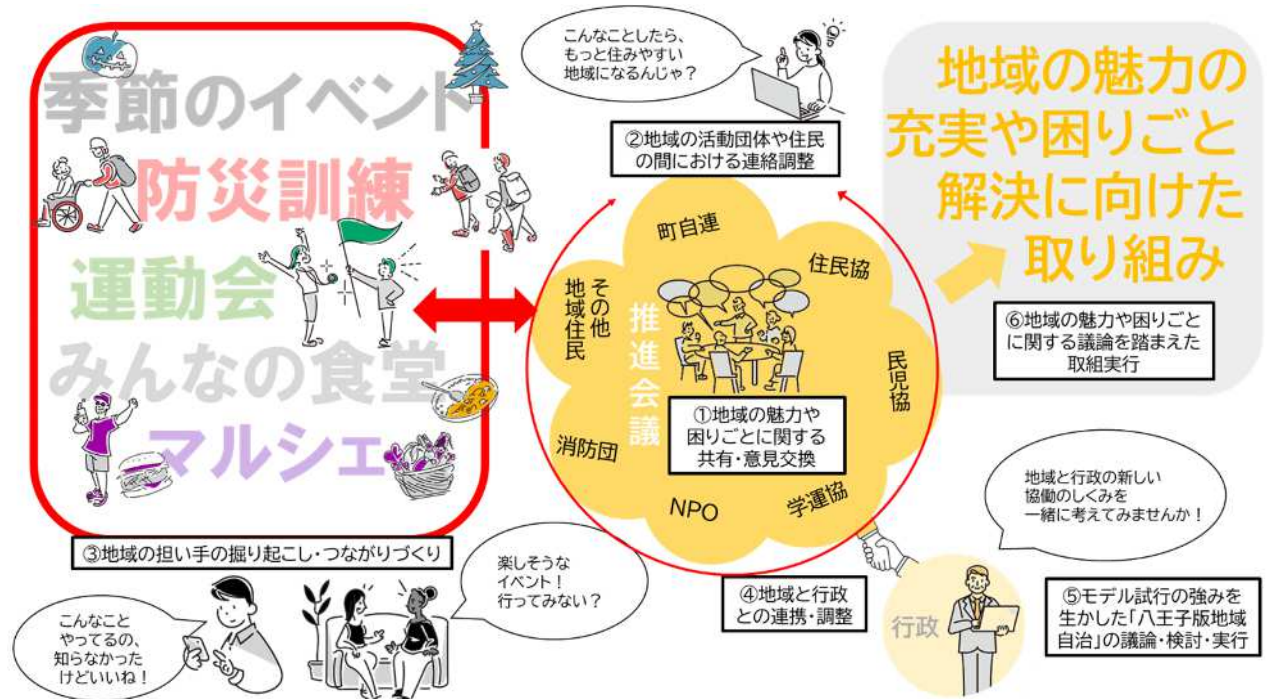 季節のイベント
防災訓練
運動会
みんなの食堂
マルシェ
③地域の担い手の掘り起こし・つながりづくり
こんなこと
やってるの、
知らなかった
けどいいね！
楽しそうな
イベント！
行ってみない？
こんなことしたら、
もっと住みやすい
地域になるんじゃ？
②地域の活動団体や住民
の間における連絡調整
町自連
住民協
民児協
学運協
NPO
消防団
その他
地域住民
推進会議
①地域の魅力や
困りごとに関する
共有・意見交換
④地域と行政
との連携・調整
行政
地域の魅力の
充実や困りごと
解決に向けた
取り組み
⑥地域の魅力や困りごと
に関する議論を踏まえた
取組実行
地域と行政の新しい
協働のしくみを
一緒に考えてみませんか！
⑤モデル試行の強みを
生かした「八王子版地域
自治」の議論・検討・実行